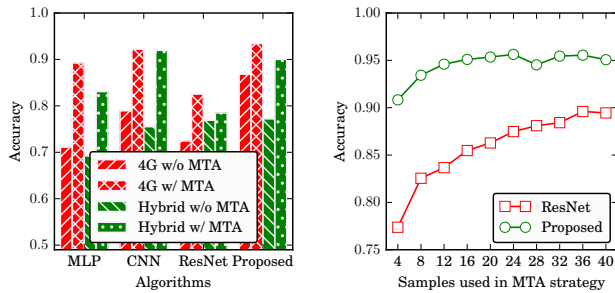 1.0
0.9
0.8
0.7
0.6
0.5
Accuracy
MLP CNN ResNet Proposed
Algorithms
4G w/o MTA
4G w/ MTA
Hybrid w/o MTA
Hybrid w/ MTA
1.00
0.95
0.90
0.85
0.80
0.75
Accuracy
4 8 12 16 20 24 28 32 36 40
Samples used in MTA strategy
ResNet
Proposed